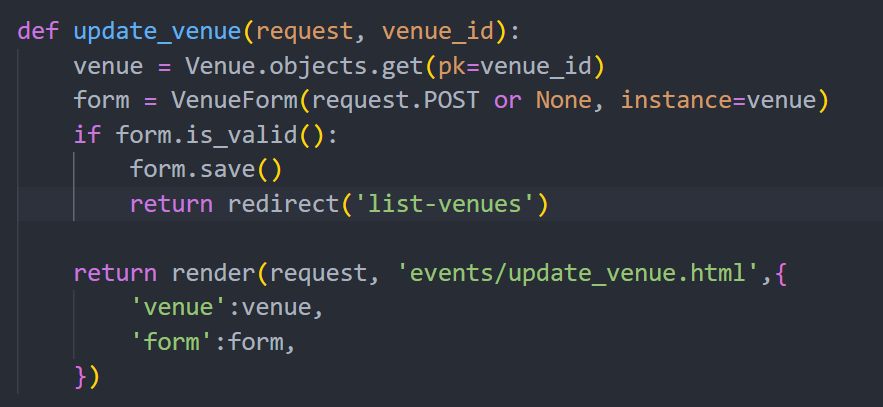 def update_venue(request, venue_id):
    venue = Venue.objects.get(pk=venue_id)
    form = VenueForm(request.POST or None, instance=venue)
    if form.is_valid():
        form.save()
        return redirect('list-venues')
    return render(request, 'events/update_venue.html',{
        'venue':venue,
        'form':form,
    })